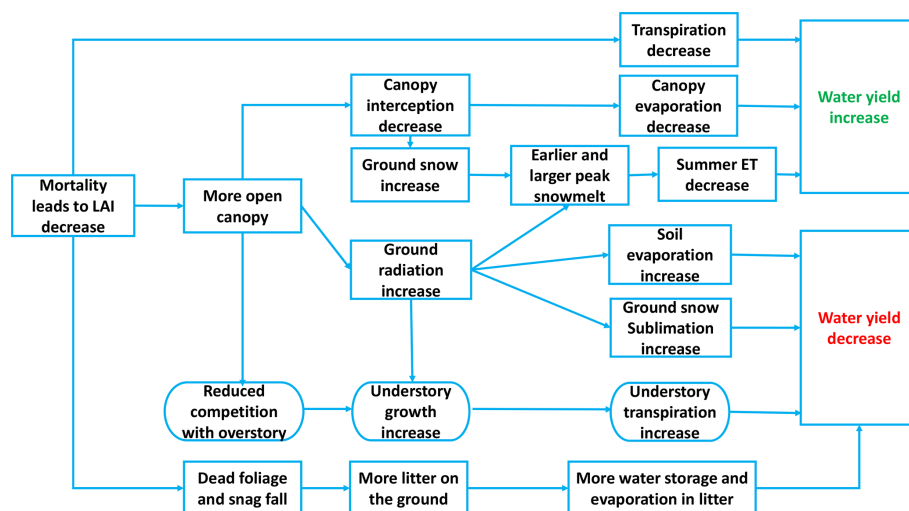 Transpiration
decrease
Canopy
interception
decrease
Canopy
evaporation
decrease
Water yield
increase
Ground snow
increase
Earlier and
larger peak
snowmelt
Summer ET
decrease
Mortality
leads to LAI
decrease
More open
canopy
Ground
radiation
increase
Soil
evaporation
increase
Ground snow
Sublimation
increase
Water yield
decrease
Reduced
competition
with overstory
Understory
growth
increase
Understory
transpiration
increase
Dead foliage
and snag fall
More litter on
the ground
More water storage and
evaporation in litter